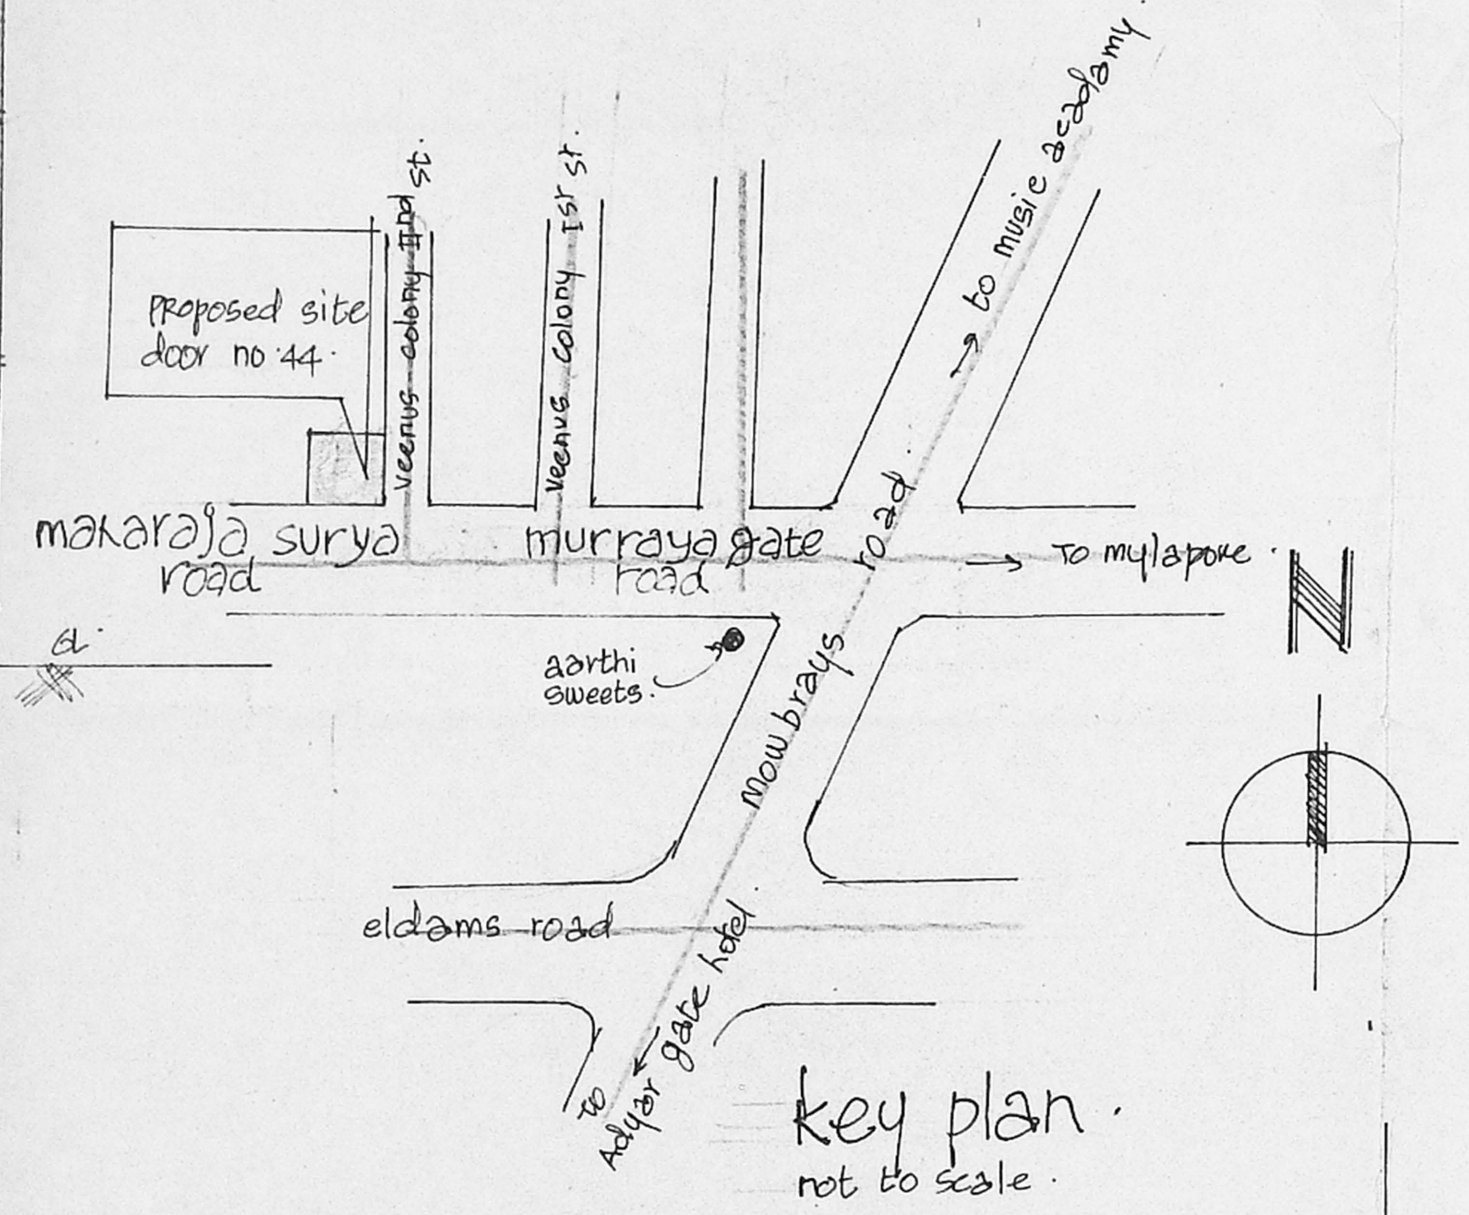 to music acadamy.
veenus colony IInd st.
veenus colony Ist st.
proposed site
door no.44.
maharaja surya
road
murraya gate
road
mowbrays road.
To mylapore.
N
GL.
aarthi
sweets.
eldams road
to
Adyar gate hotel
key plan.
not to scale.